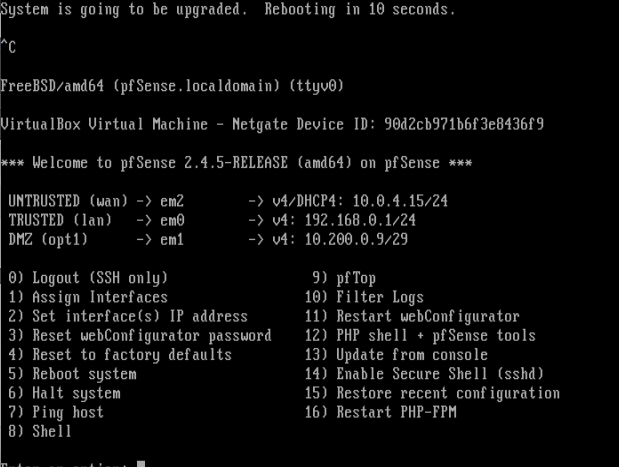 System is going to be upgraded.  Rebooting in 10 seconds.
^C
FreeBSD/amd64 (pfSense.localdomain) (ttyv0)
VirtualBox Virtual Machine - Netgate Device ID: 90d2cb971b6f3e8436f9
*** Welcome to pfSense 2.4.5-RELEASE (amd64) on pfSense ***
UNTRUSTED (wan) -> em2        -> v4/DHCP4: 10.0.4.15/24
TRUSTED (lan)   -> em0        -> v4: 192.168.0.1/24
DMZ (opt1)      -> em1        -> v4: 10.200.0.9/29
0) Logout (SSH only)                  9) pfTop
1) Assign Interfaces                 10) Filter Logs
2) Set interface(s) IP address       11) Restart webConfigurator
3) Reset webConfigurator password    12) PHP shell + pfSense tools
4) Reset to factory defaults         13) Update from console
5) Reboot system                     14) Enable Secure Shell (sshd)
6) Halt system                       15) Restore recent configuration
7) Ping host                         16) Restart PHP-FPM
8) Shell
Enter an option: